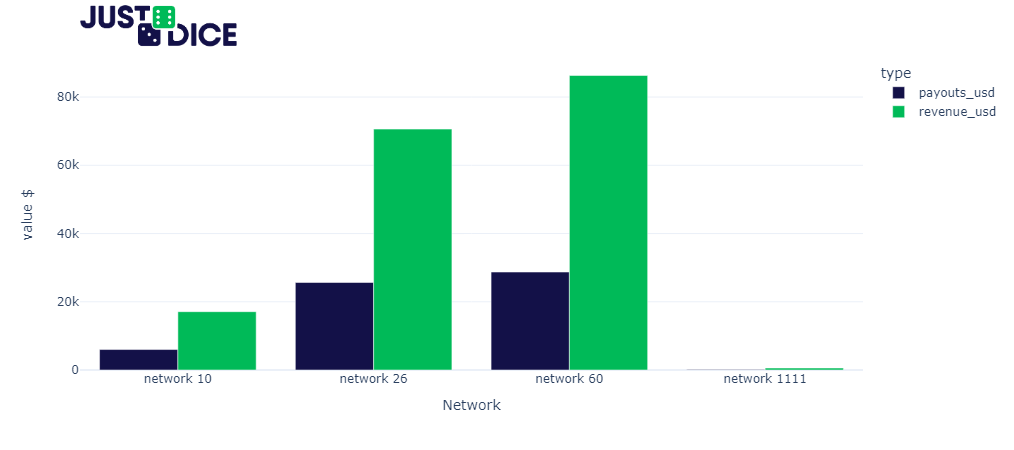 JUST
DICE
type
payouts_usd
revenue_usd
value $
80k
60k
40k
20k
0
network 10
network 26
network 60
network 1111
Network